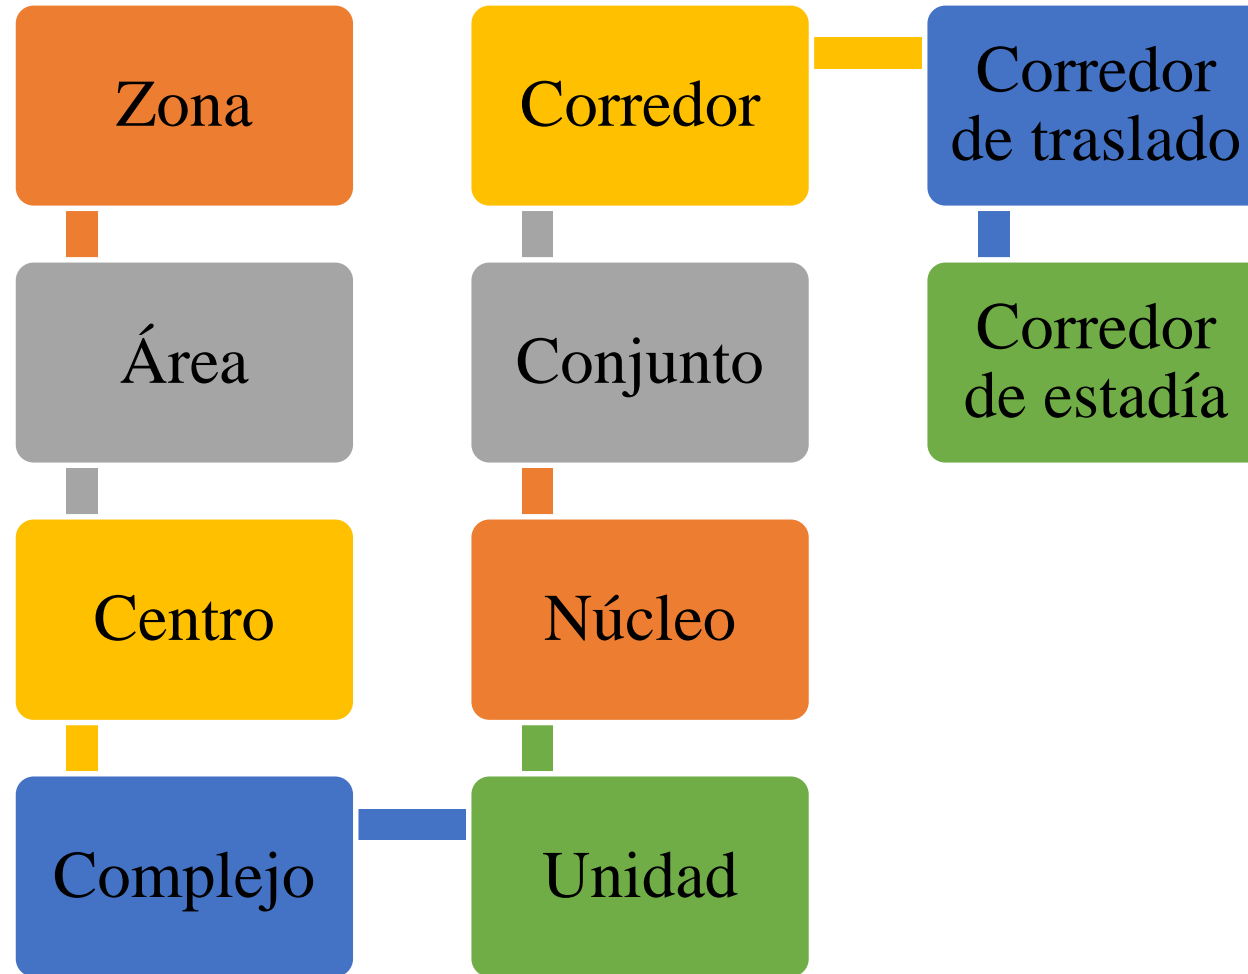 Zona
Área
Centro
Complejo
Unidad
Núcleo
Conjunto
Corredor
Corredor
de traslado
Corredor
de estadía